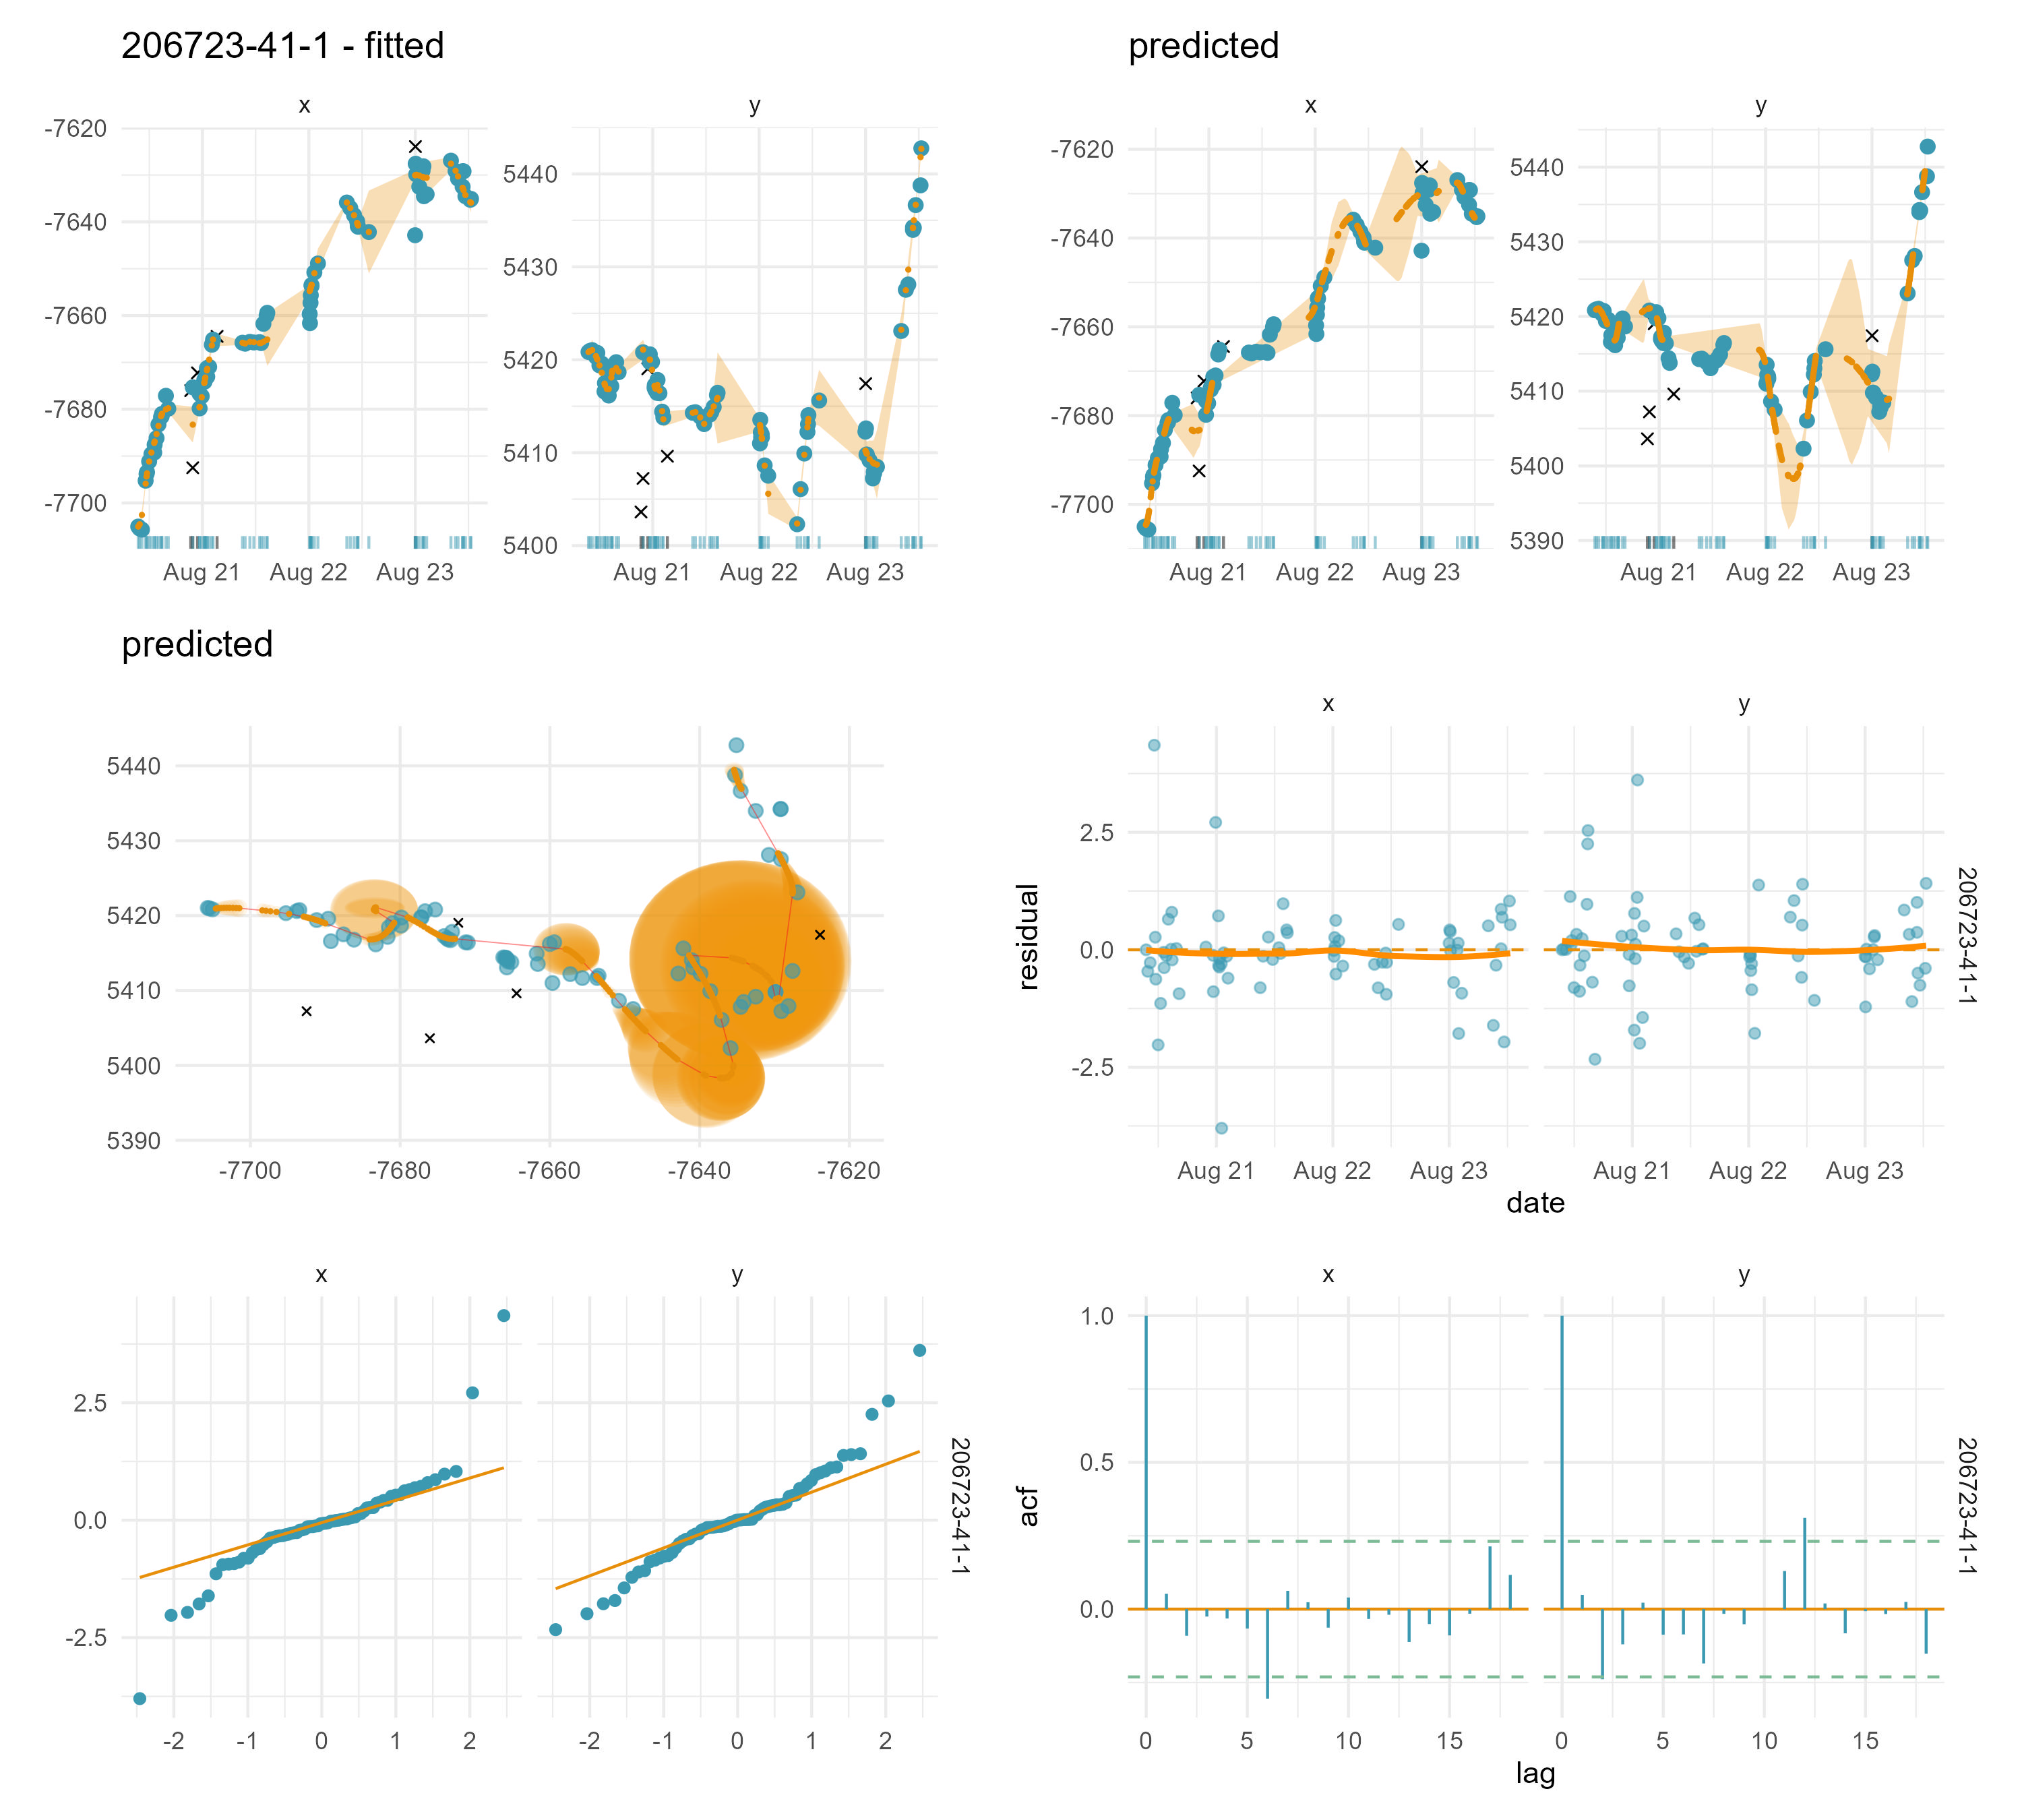 206723-41-1 - fitted
predicted
x
y
x
y
-7620
-7640
-7660
-7680
-7700
5440
5430
5420
5410
5400
-7620
-7640
-7660
-7680
-7700
5440
5430
5420
5410
5400
5390
Aug 21 Aug 22 Aug 23
Aug 21 Aug 22 Aug 23
Aug 21 Aug 22 Aug 23
Aug 21 Aug 22 Aug 23
predicted
5440
5430
5420
5410
5400
5390
-7700 -7680 -7660 -7640 -7620
x
y
residual
2.5
0.0
-2.5
206723-41-1
Aug 21 Aug 22 Aug 23
Aug 21 Aug 22 Aug 23
date
x
y
2.5
0.0
-2.5
206723-41-1
-2 -1 0 1 2
-2 -1 0 1 2
x
y
acf
1.0
0.5
0.0
206723-41-1
0 5 10 15
0 5 10 15
lag